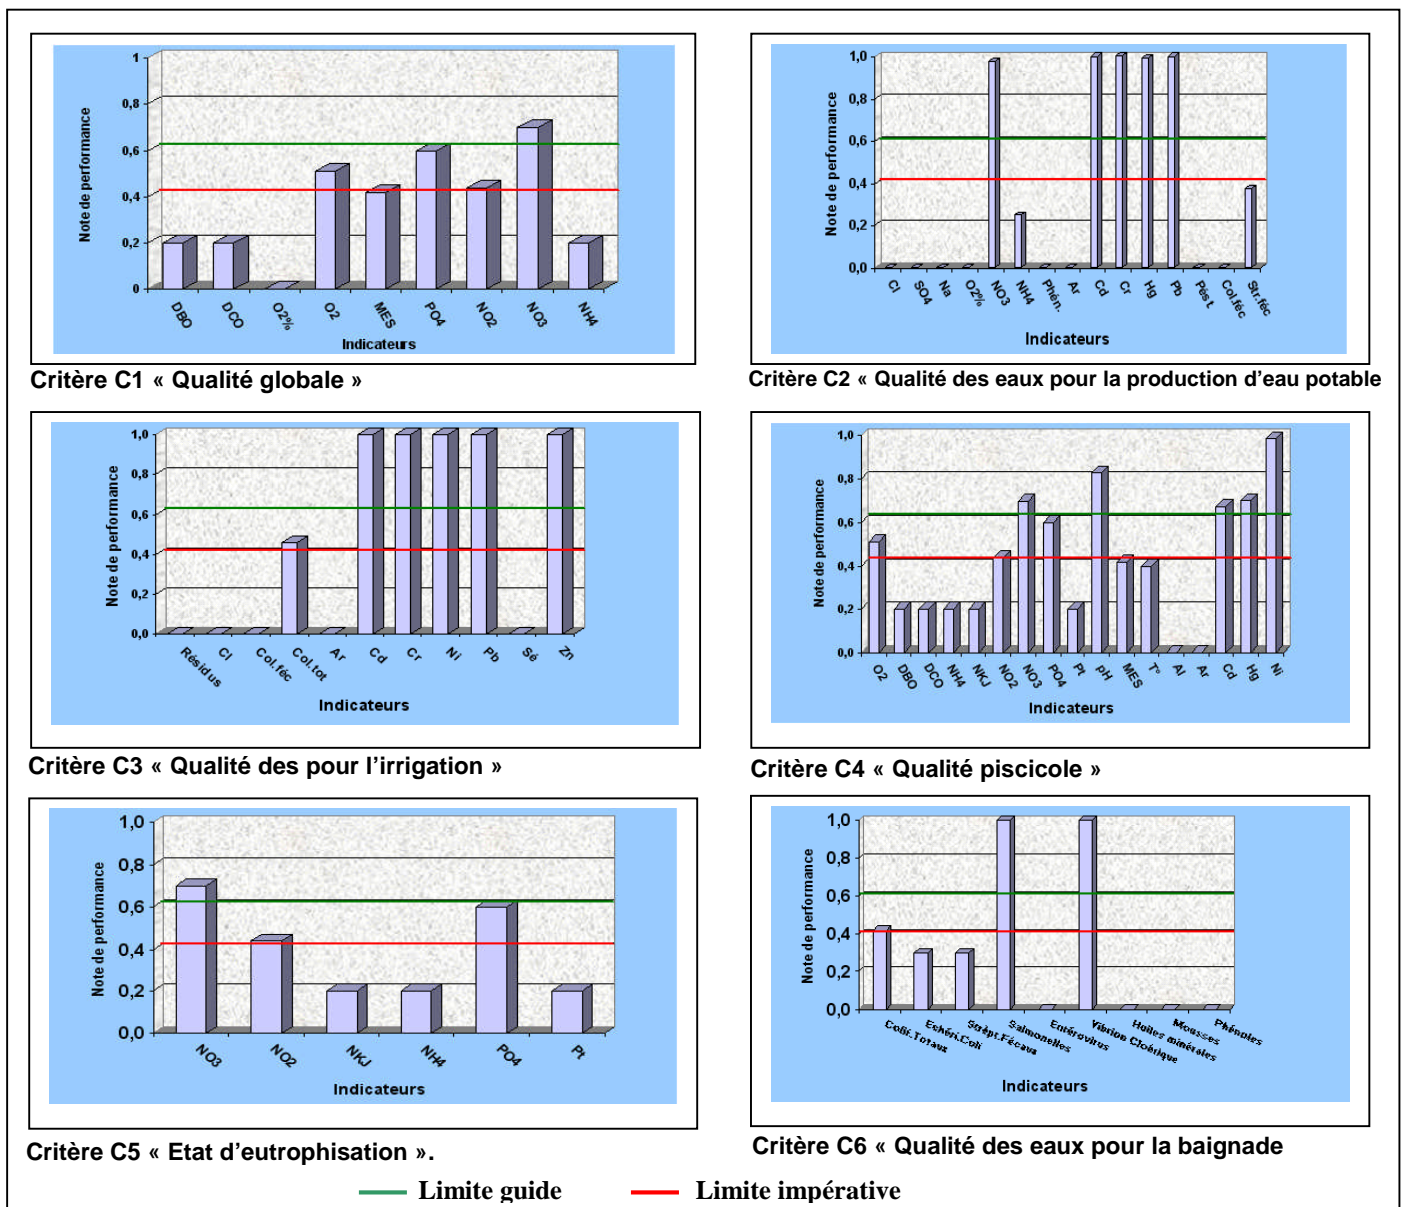 Note de performance
1
0,8
0,6
0,4
0,2
0
DBO DCO O2% O2 MES PO4 NO2 NO3 NH4
Indicateurs
Critère C1 « Qualité globale »
Note de performance
1,0
0,8
0,6
0,4
0,2
0,0
Cl SO4 Na O2% NO3 NH4 Phén. Ar Cd Cr Hg Pb Pést Col.féc Str.féc
Indicateurs
Critère C2 « Qualité des eaux pour la production d'eau potable
Note de performance
1,0
0,8
0,6
0,4
0,2
0,0
Résidus Cl Col.féc Col.tot Ar Cd Cr Ni Pb Sé Zn
Indicateurs
Critère C3 « Qualité des pour l'irrigation »
Note de performance
1,0
0,8
0,6
0,4
0,2
0,0
O2 DBO DCO NH4 NKJ NO2 NO3 PO4 Pt pH MES T° Al Ar Cd Hg Ni
Indicateurs
Critère C4 « Qualité piscicole »
Note de performance
1,0
0,8
0,6
0,4
0,2
0,0
NO3 NO2 NKJ NH4 PO4 Pt
Indicateurs
Critère C5 « Etat d'eutrophisation ».
Note de performance
1,0
0,8
0,6
0,4
0,2
0,0
Colif.Totaux Eshéri.Coli Strèpt.Fécaux Salmonelles Entérovirus Vibrion Cloérique Huiles minérales Mousses Phénoles
Indicateurs
Critère C6 « Qualité des eaux pour la baignade
Limite guide Limite impérative